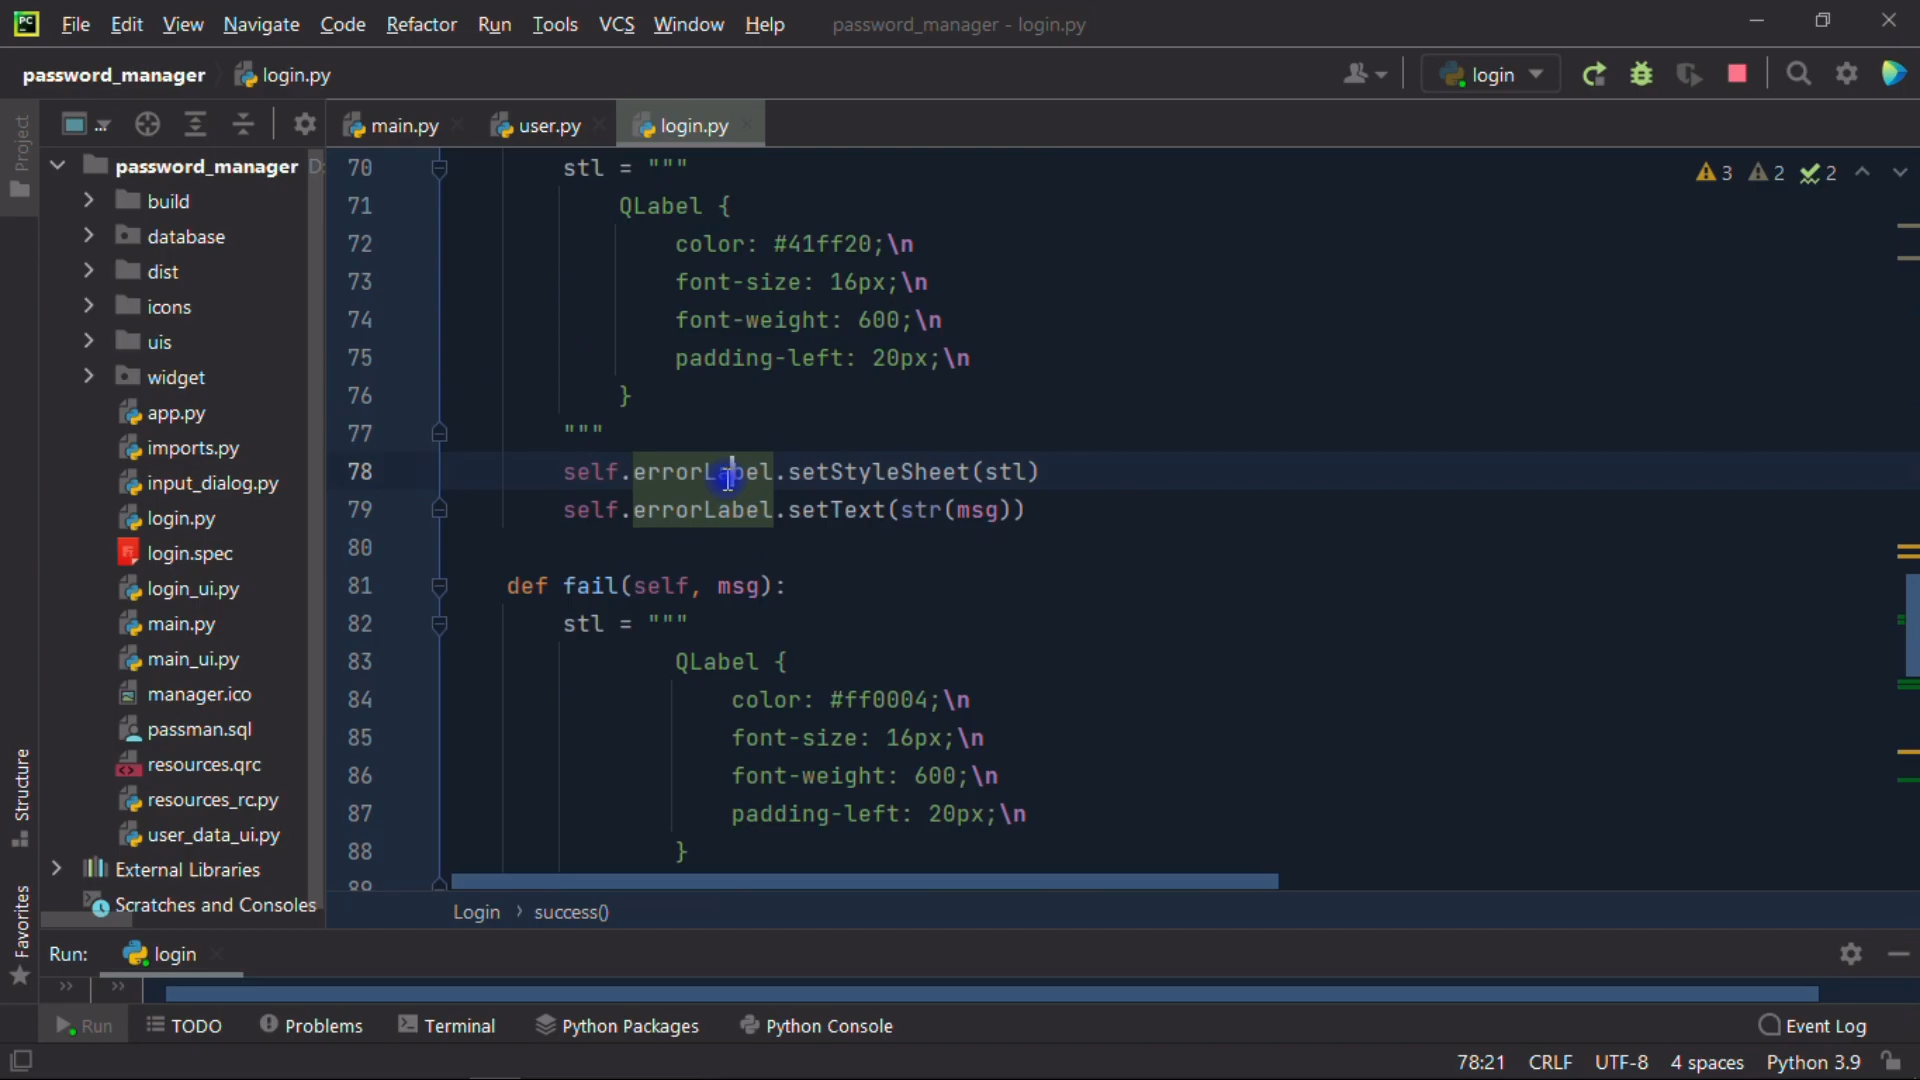 PC File Edit View Navigate Code Refactor Run Tools VCS Window Help password_manager - login.py
password_manager login.py login
Project ... main.py user.py login.py
password_manager D:
build
database
dist
icons
uis
widget
app.py
imports.py
input_dialog.py
login.py
login.spec
login_ui.py
main.py
main_ui.py
manager.ico
passman.sql
resources.qrc
resources_rc.py
user_data_ui.py
External Libraries
Scratches and Consoles
Structure
Favorites
3 2 2
70 stl = """
71 QLabel {
72 color: #41ff20;\n
73 font-size: 16px;\n
74 font-weight: 600;\n
75 padding-left: 20px;\n
76 }
77 """
78 self.errorLabel.setStyleSheet(stl)
79 self.errorLabel.setText(str(msg))
80
81 def fail(self, msg):
82 stl = """
83 QLabel {
84 color: #ff0004;\n
85 font-size: 16px;\n
86 font-weight: 600;\n
87 padding-left: 20px;\n
88 }
89
Login › success()
Run: login
» »
Run TODO Problems Terminal Python Packages Python Console Event Log
78:21 CRLF UTF-8 4 spaces Python 3.9